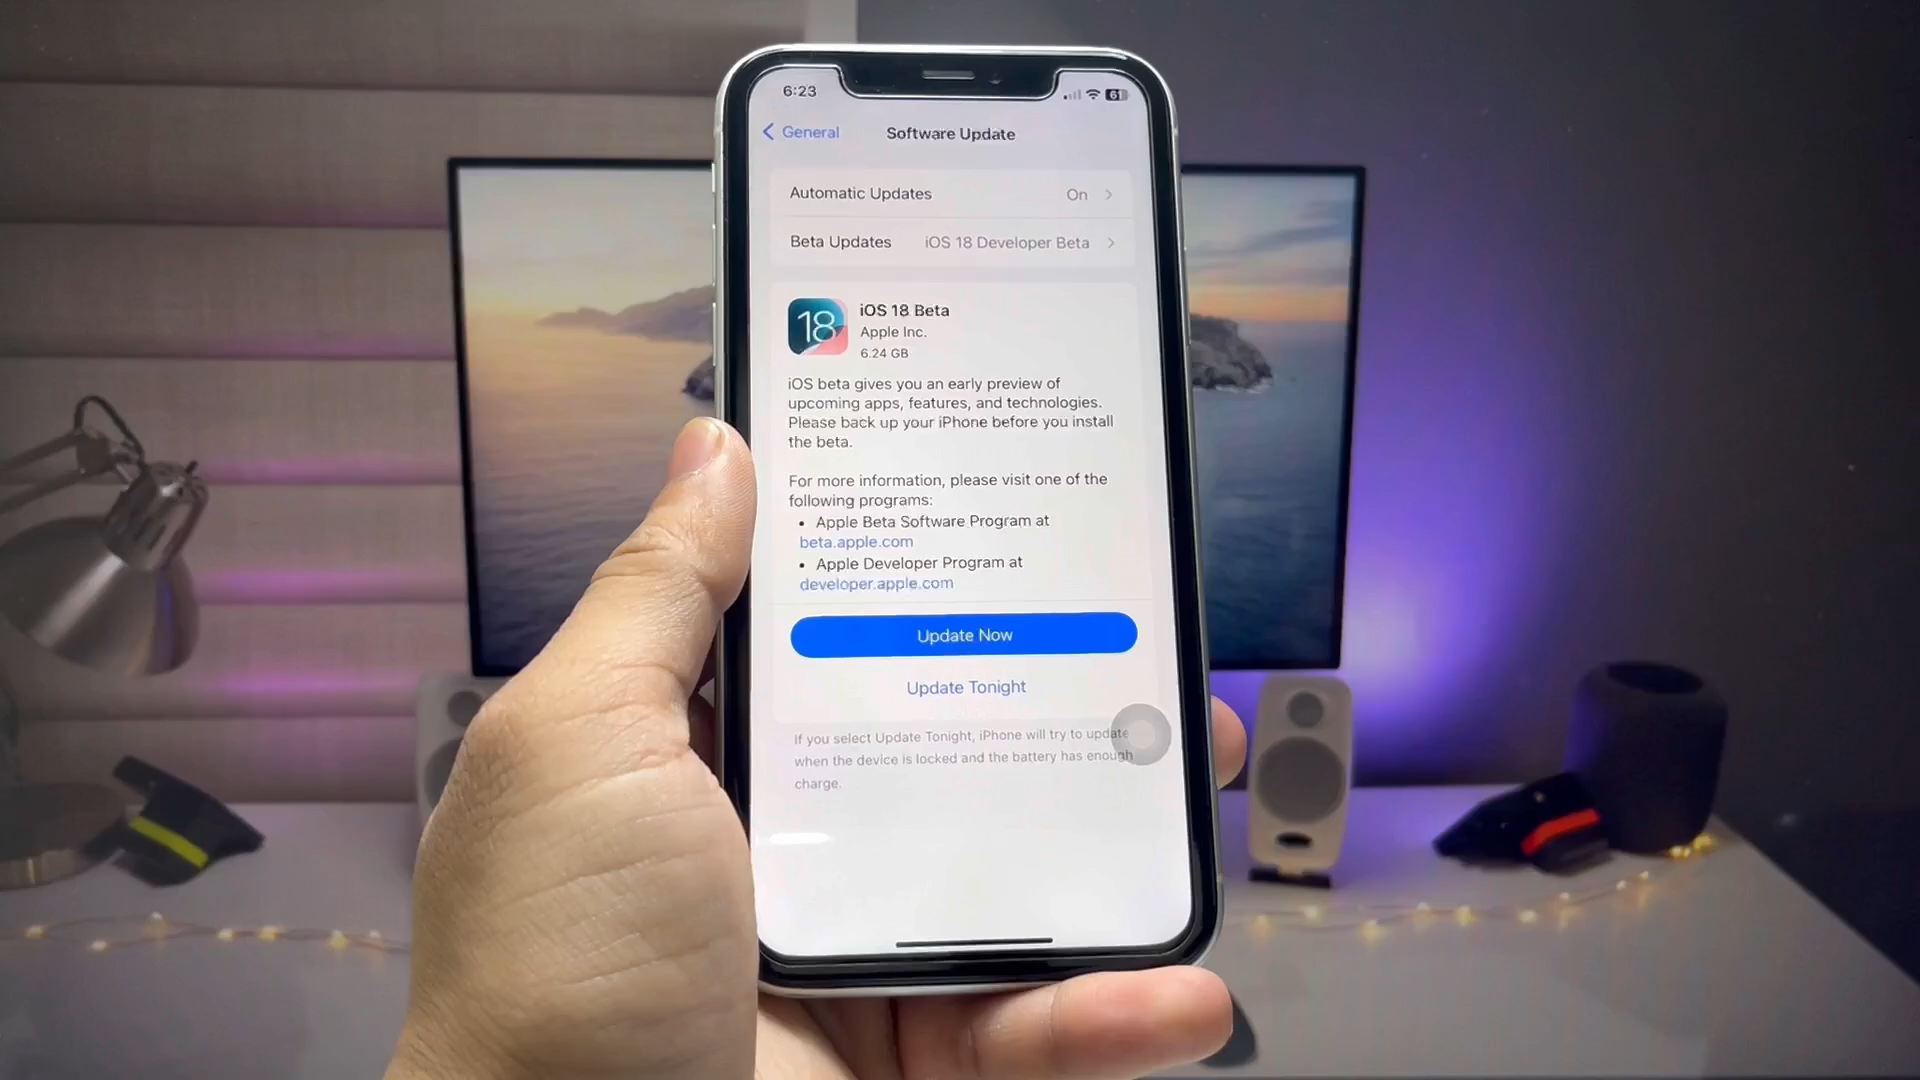 6:23
61
General
Software Update
Automatic Updates On
Beta Updates iOS 18 Developer Beta
18
iOS 18 Beta
Apple Inc.
6.24 GB
iOS beta gives you an early preview of
upcoming apps, features, and technologies.
Please back up your iPhone before you install
the beta.
For more information, please visit one of the
following programs:
• Apple Beta Software Program at
beta.apple.com
• Apple Developer Program at
developer.apple.com
Update Now
Update Tonight
If you select Update Tonight, iPhone will try to update
when the device is locked and the battery has enough
charge.